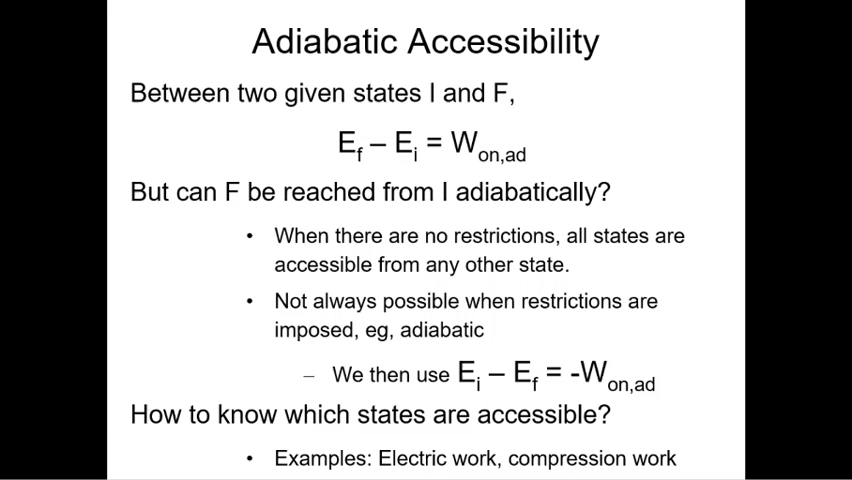 Adiabatic Accessibility
Between two given states I and F,
E_f – E_i = W_on,ad
But can F be reached from I adiabatically?
• When there are no restrictions, all states are
accessible from any other state.
• Not always possible when restrictions are
imposed, eg, adiabatic
– We then use E_i – E_f = -W_on,ad
How to know which states are accessible?
• Examples: Electric work, compression work